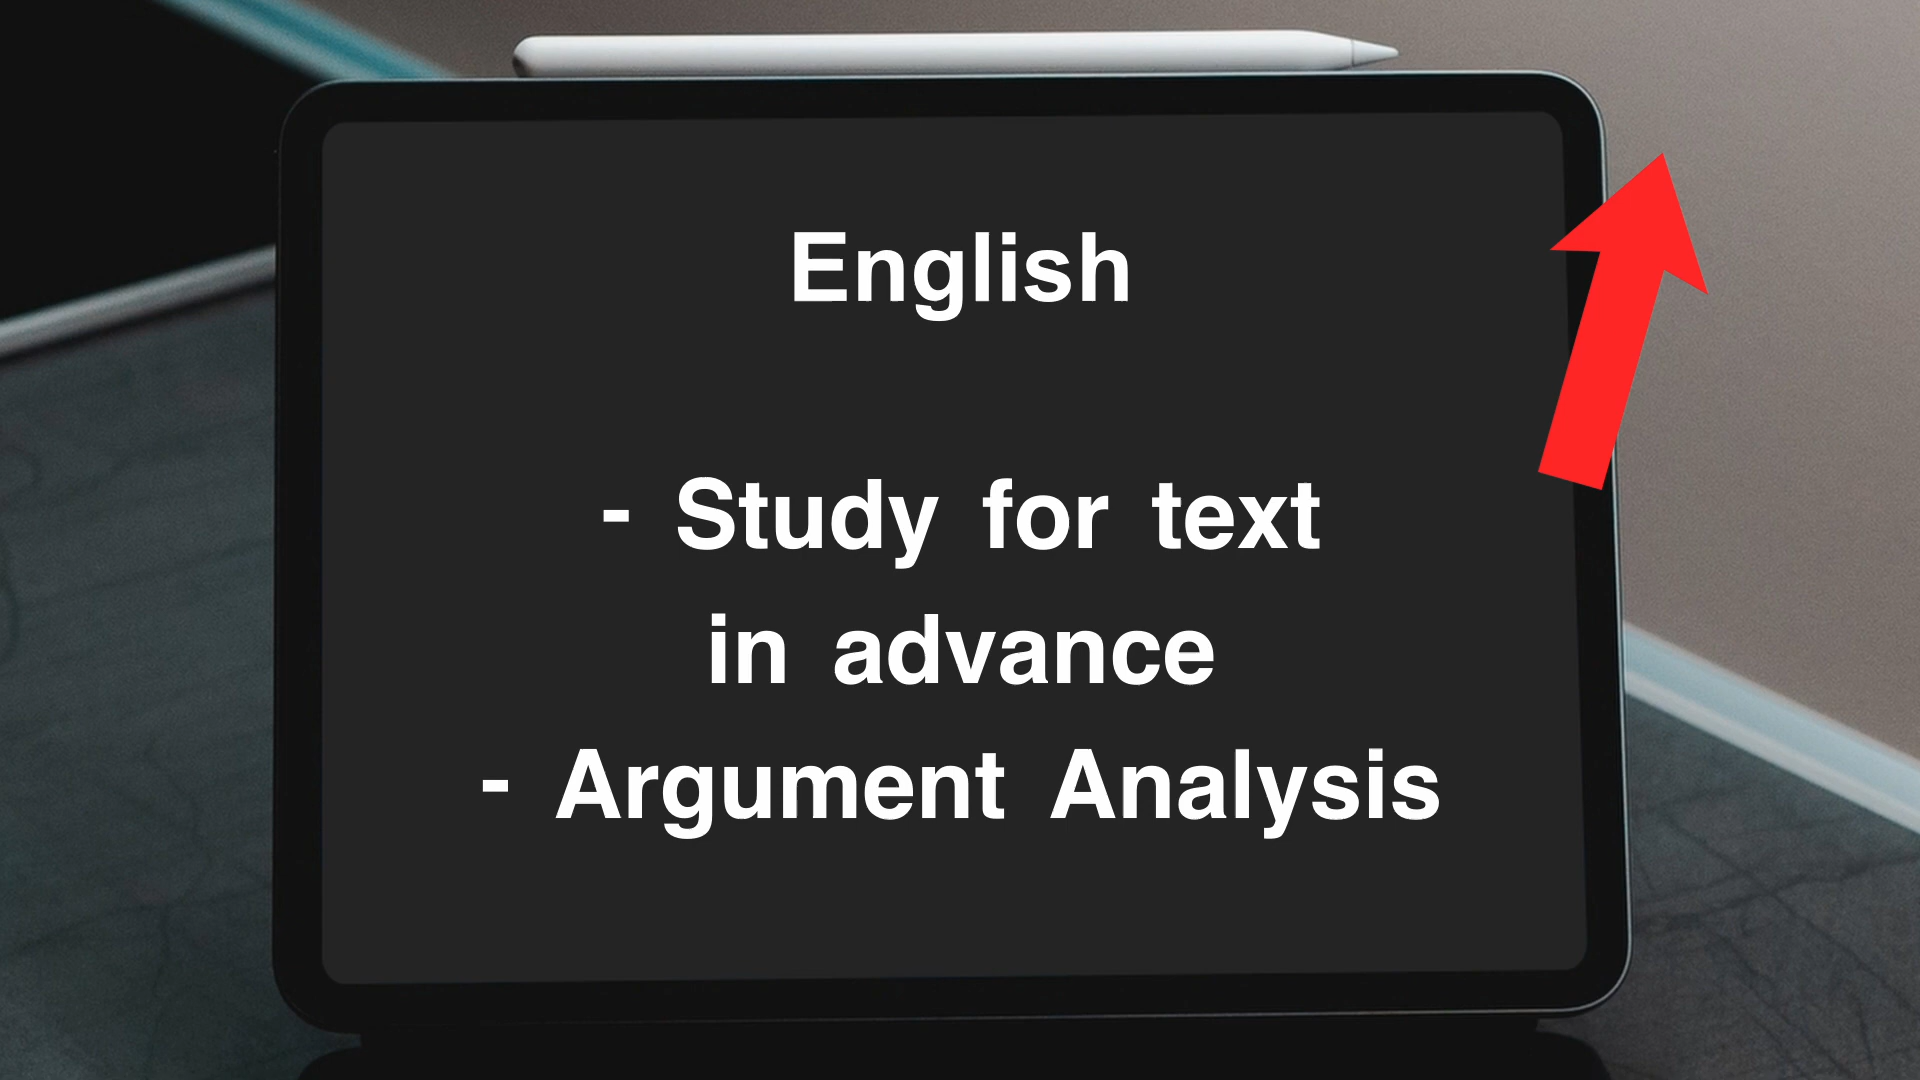 English
- Study for text
in advance
- Argument Analysis